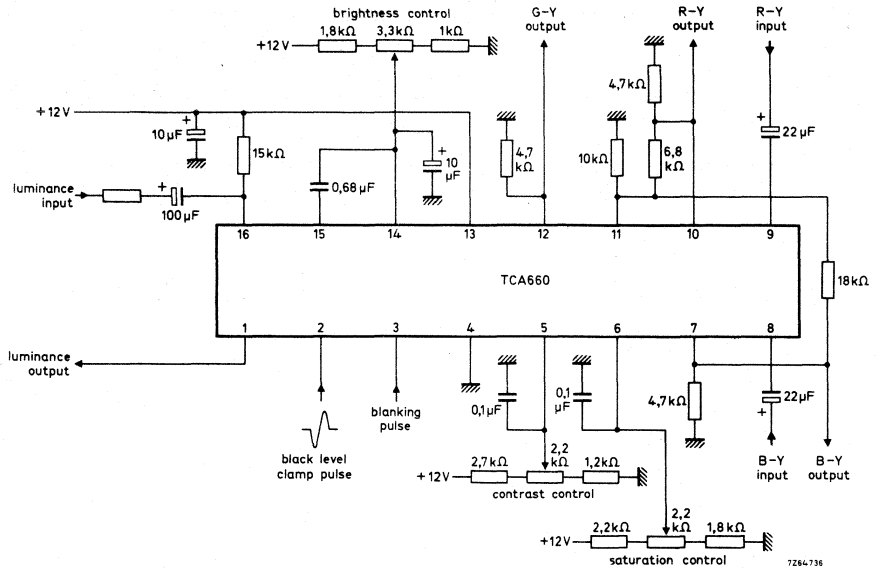 brightness control
1,8kΩ 3,3kΩ 1kΩ
+12V
G-Y
output
R-Y
output
R-Y
input
4,7kΩ
+12V
+
10μF
15kΩ
0,68μF
+
10
μF
4,7
kΩ
10kΩ
6,8
kΩ
+
22μF
luminance
input
+
100μF
16 15 14 13 12 11 10 9
TCA660
18kΩ
1 2 3 4 5 6 7 8
luminance
output
black level
clamp pulse
blanking
pulse
0,1μF
0,1
μF
4,7kΩ
22μF
+
B-Y
input
B-Y
output
+12V
2,7kΩ
2,2
kΩ
1,2kΩ
contrast control
+12V
2,2kΩ
2,2
kΩ
1,8kΩ
saturation control
7Z64736